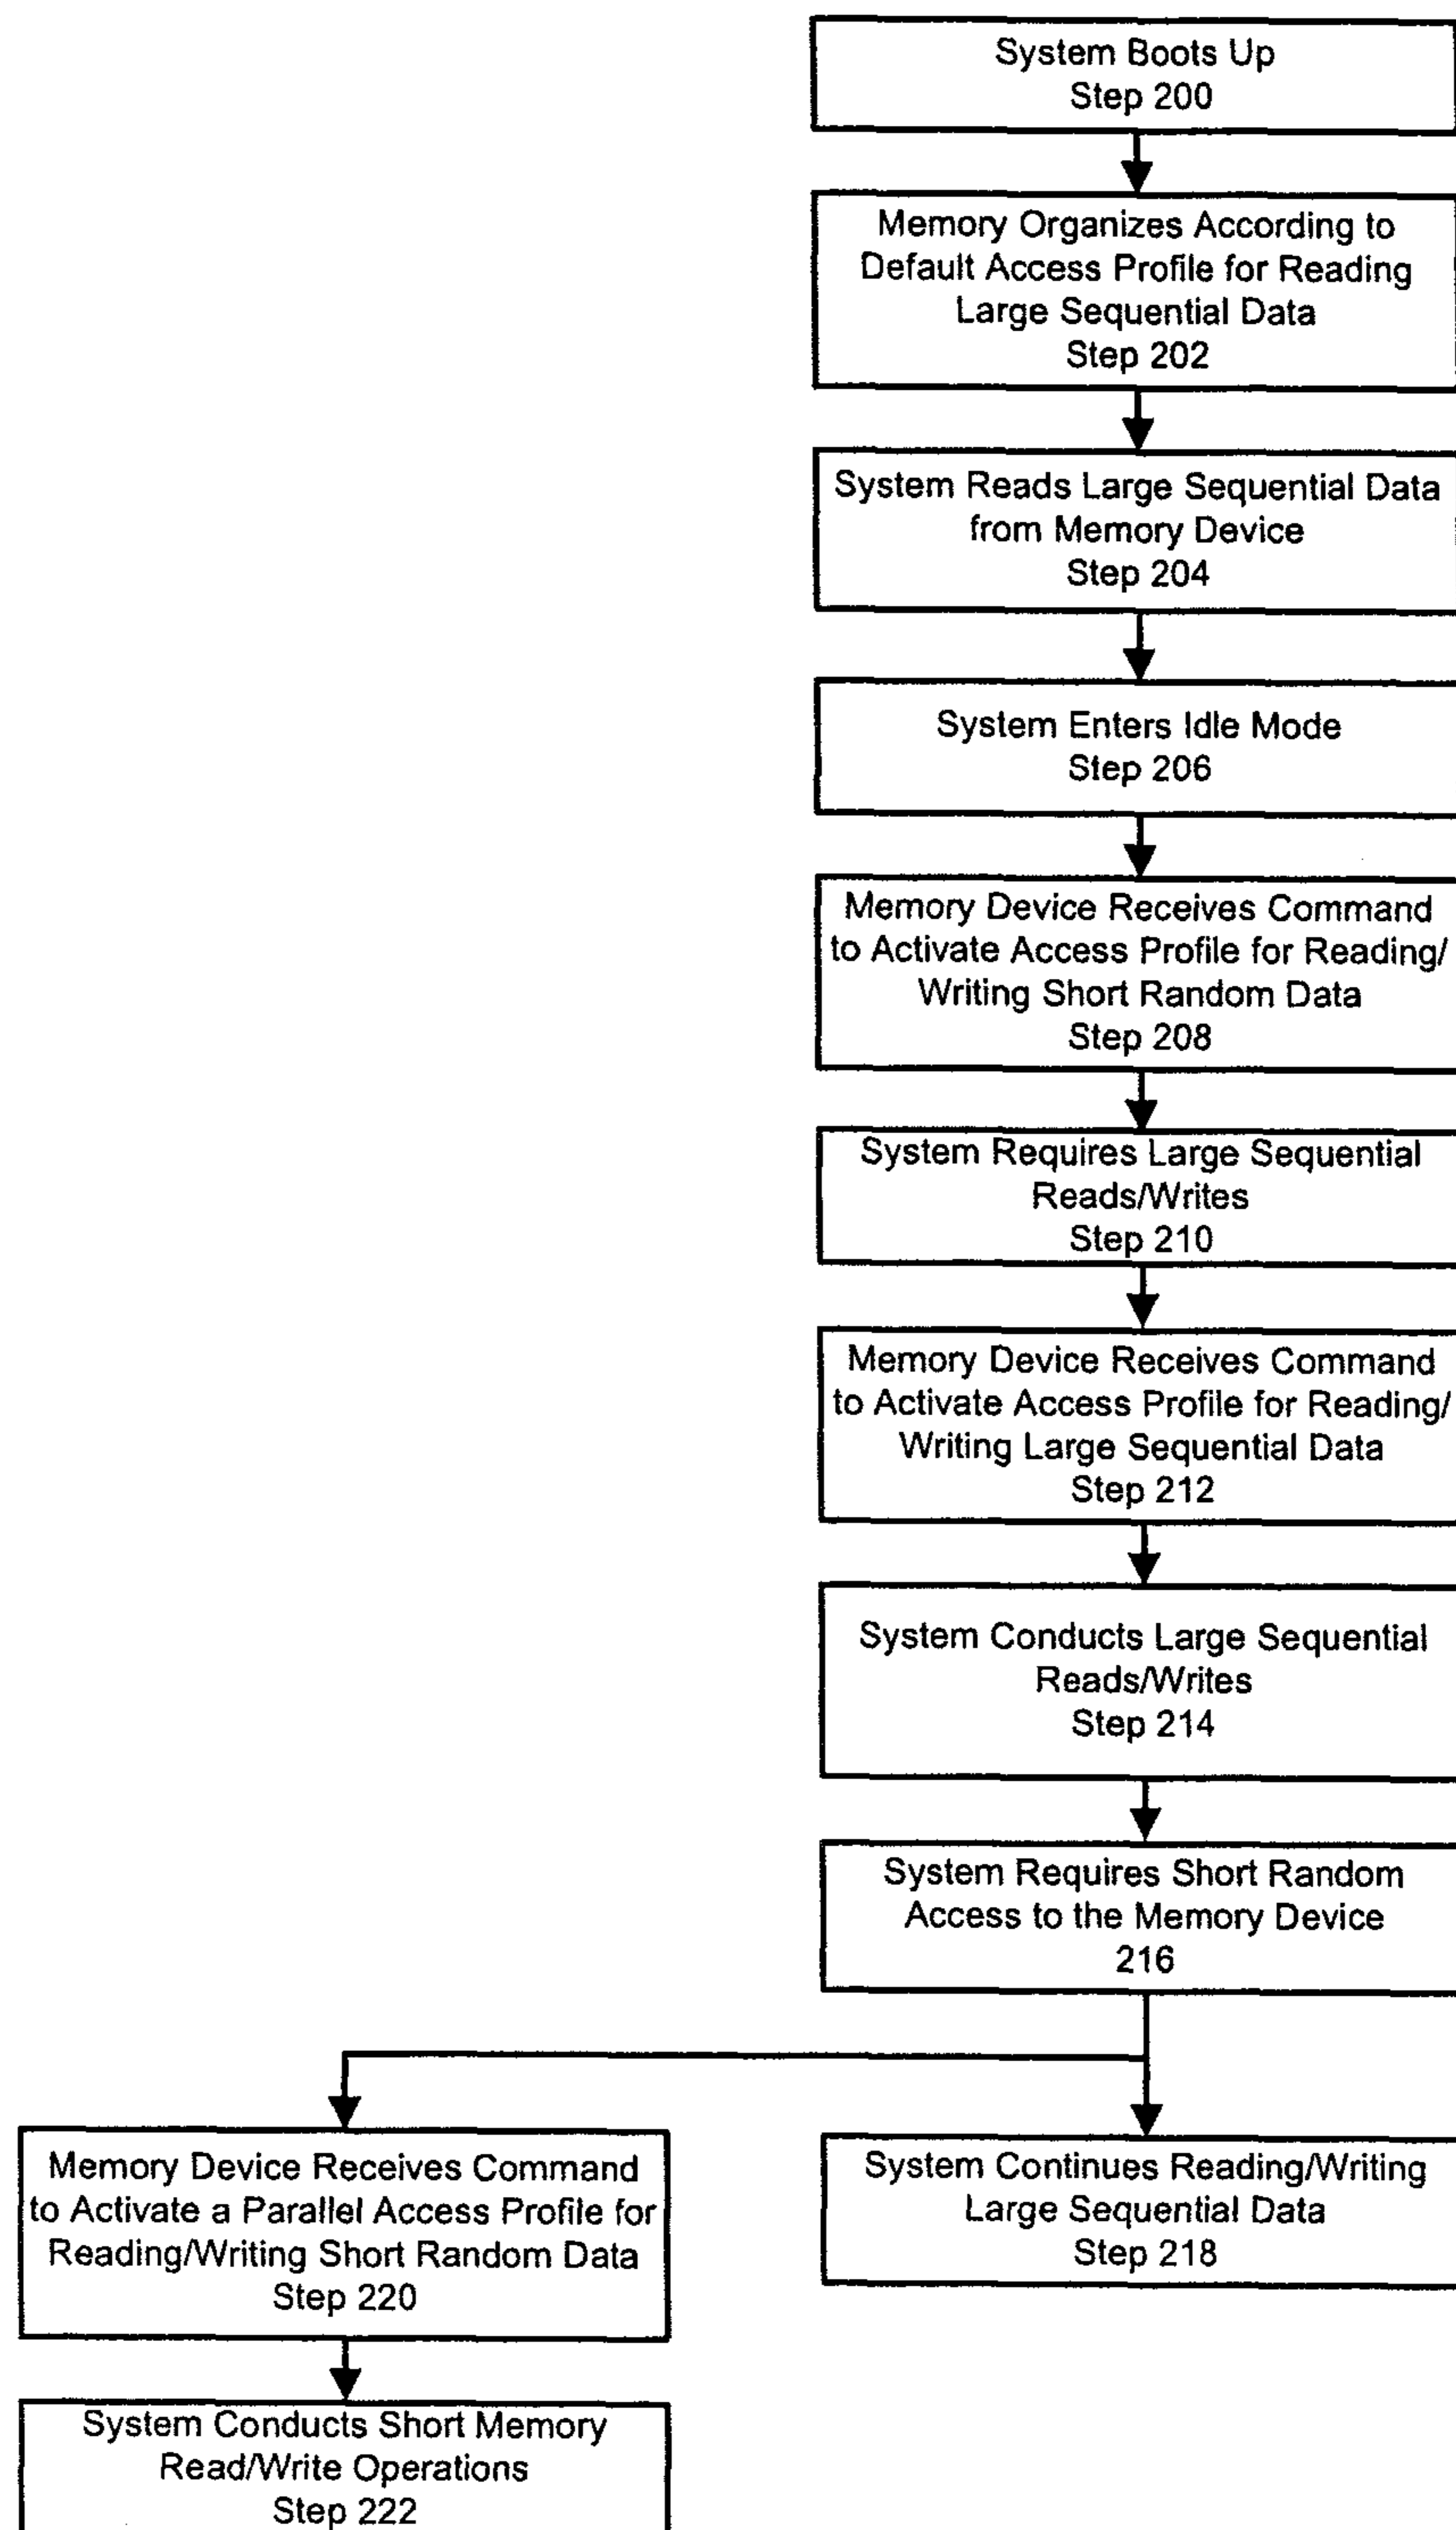 System Boots Up
Step 200
Memory Organizes According to
Default Access Profile for Reading
Large Sequential Data
Step 202
System Reads Large Sequential Data
from Memory Device
Step 204
System Enters Idle Mode
Step 206
Memory Device Receives Command
to Activate Access Profile for Reading/
Writing Short Random Data
Step 208
System Requires Large Sequential
Reads/Writes
Step 210
Memory Device Receives Command
to Activate Access Profile for Reading/
Writing Large Sequential Data
Step 212
System Conducts Large Sequential
Reads/Writes
Step 214
System Requires Short Random
Access to the Memory Device
216
Memory Device Receives Command
to Activate a Parallel Access Profile for
Reading/Writing Short Random Data
Step 220
System Continues Reading/Writing
Large Sequential Data
Step 218
System Conducts Short Memory
Read/Write Operations
Step 222